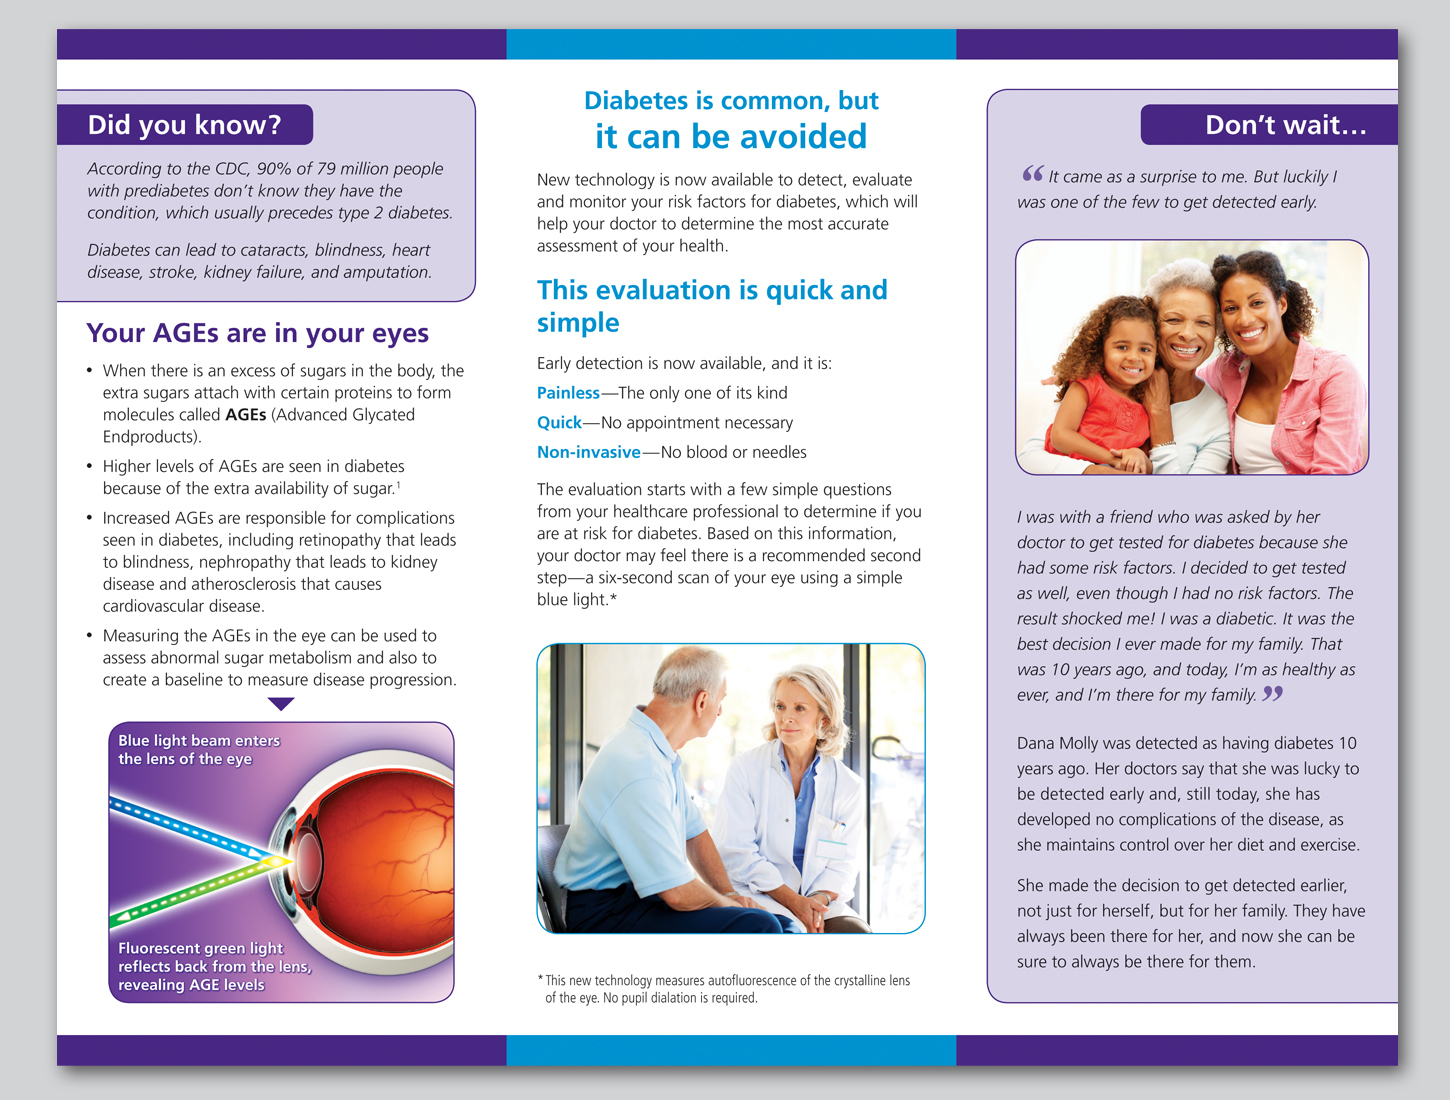 Did you know?
According to the CDC, 90% of 79 million people
with prediabetes don't know they have the
condition, which usually precedes type 2 diabetes.
Diabetes can lead to cataracts, blindness, heart
disease, stroke, kidney failure, and amputation.
Your AGEs are in your eyes
• When there is an excess of sugars in the body, the
extra sugars attach with certain proteins to form
molecules called AGEs (Advanced Glycated
Endproducts).
• Higher levels of AGEs are seen in diabetes
because of the extra availability of sugar.¹
• Increased AGEs are responsible for complications
seen in diabetes, including retinopathy that leads
to blindness, nephropathy that leads to kidney
disease and atherosclerosis that causes
cardiovascular disease.
• Measuring the AGEs in the eye can be used to
assess abnormal sugar metabolism and also to
create a baseline to measure disease progression.
Blue light beam enters
the lens of the eye
Fluorescent green light
reflects back from the lens,
revealing AGE levels
Diabetes is common, but
it can be avoided
New technology is now available to detect, evaluate
and monitor your risk factors for diabetes, which will
help your doctor to determine the most accurate
assessment of your health.
This evaluation is quick and
simple
Early detection is now available, and it is:
Painless—The only one of its kind
Quick—No appointment necessary
Non-invasive—No blood or needles
The evaluation starts with a few simple questions
from your healthcare professional to determine if you
are at risk for diabetes. Based on this information,
your doctor may feel there is a recommended second
step—a six-second scan of your eye using a simple
blue light.*
* This new technology measures autofluorescence of the crystalline lens
of the eye. No pupil dialation is required.
Don't wait…
“ It came as a surprise to me. But luckily I
was one of the few to get detected early.
I was with a friend who was asked by her
doctor to get tested for diabetes because she
had some risk factors. I decided to get tested
as well, even though I had no risk factors. The
result shocked me! I was a diabetic. It was the
best decision I ever made for my family. That
was 10 years ago, and today, I'm as healthy as
ever, and I'm there for my family. ”
Dana Molly was detected as having diabetes 10
years ago. Her doctors say that she was lucky to
be detected early and, still today, she has
developed no complications of the disease, as
she maintains control over her diet and exercise.
She made the decision to get detected earlier,
not just for herself, but for her family. They have
always been there for her, and now she can be
sure to always be there for them.